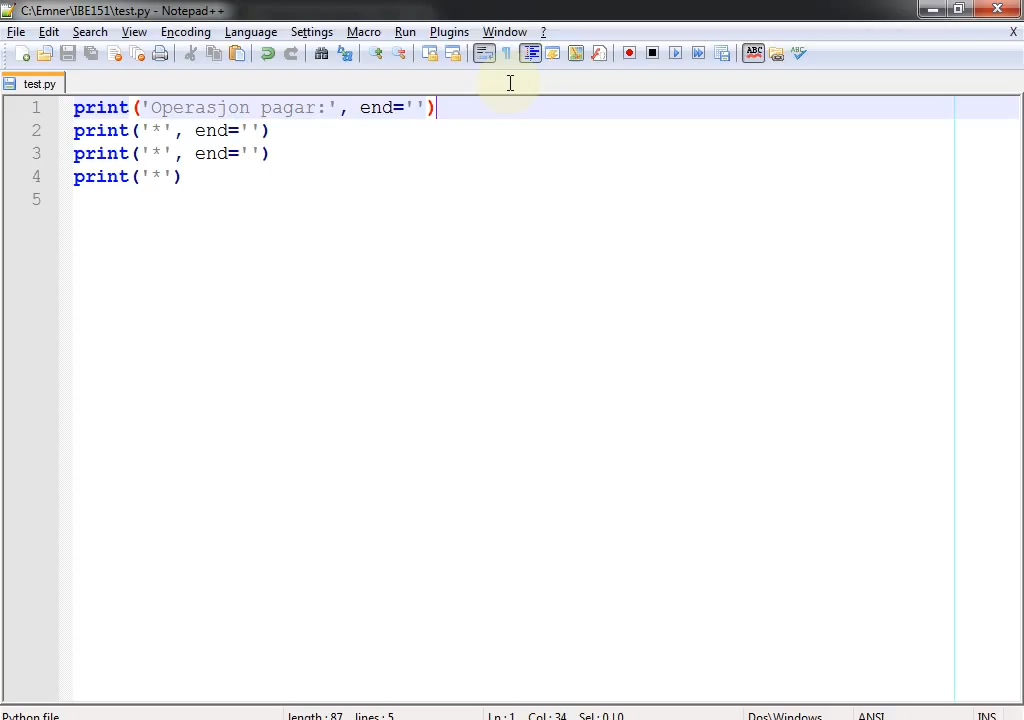 C:\Emner\IBE151\test.py - Notepad++
File Edit Search View Encoding Language Settings Macro Run Plugins Window ? X
ABC ABC
test.py
1 print('Operasjon pagar:', end='')
2 print('*', end='')
3 print('*', end='')
4 print('*')
5
Python file length : 87 lines : 5 Ln : 1 Col : 34 Sel : 0 | 0 Dos\Windows ANSI INS